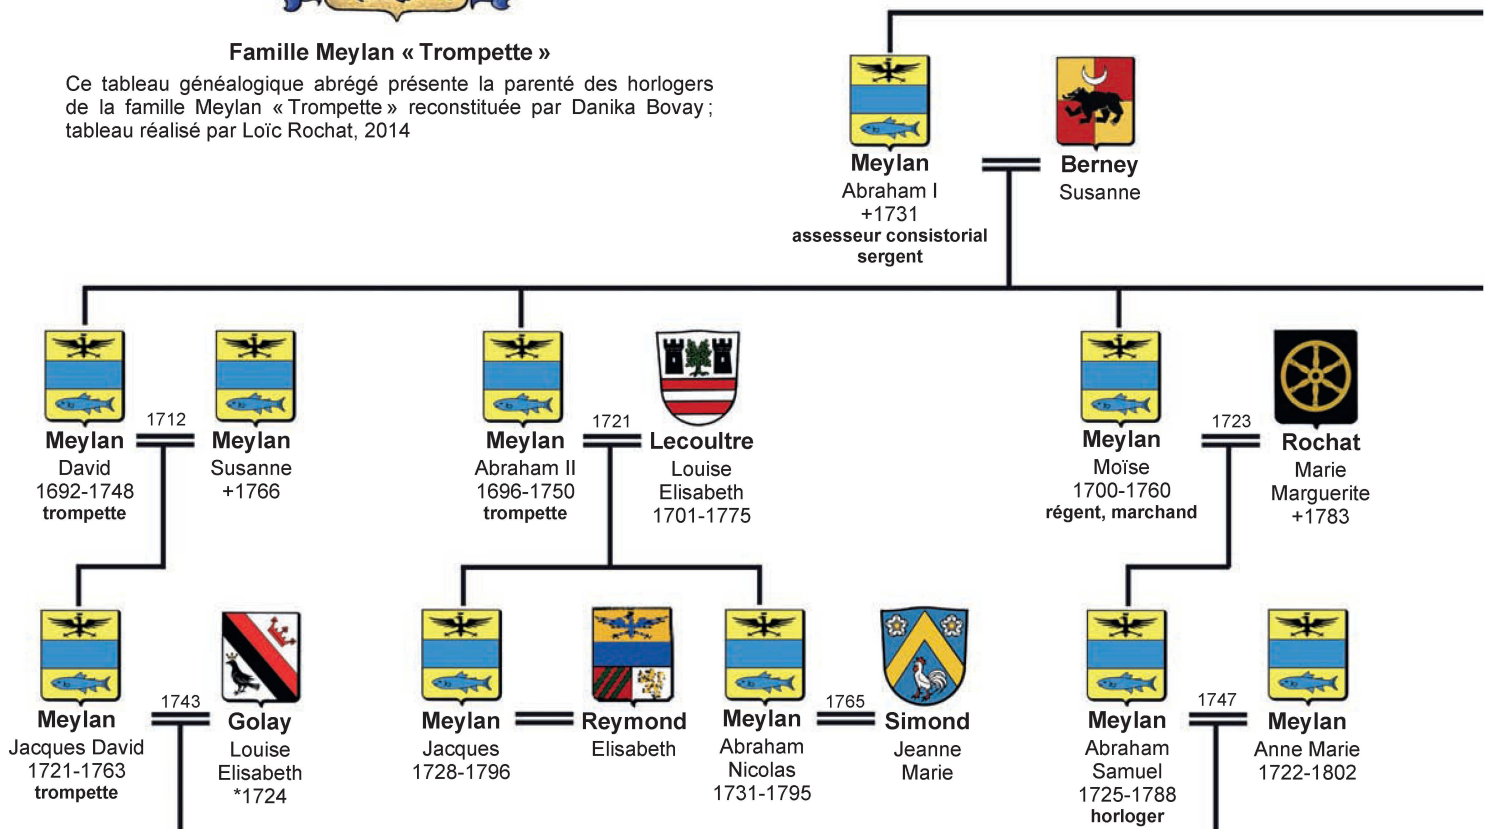 Famille Meylan « Trompette »
Ce tableau généalogique abrégé présente la parenté des horlogers
de la famille Meylan « Trompette » reconstituée par Danika Bovay ;
tableau réalisé par Loïc Rochat, 2014
Meylan
Abraham I
+1731
assesseur consistorial
sergent
Berney
Susanne
Meylan
David
1692-1748
trompette
1712
Meylan
Susanne
+1766
Meylan
Abraham II
1696-1750
trompette
1721
Lecoultre
Louise
Elisabeth
1701-1775
Meylan
Moïse
1700-1760
régent, marchand
1723
Rochat
Marie
Marguerite
+1783
Meylan
Jacques David
1721-1763
trompette
1743
Golay
Louise
Elisabeth
*1724
Meylan
Jacques
1728-1796
Reymond
Elisabeth
Meylan
Abraham
Nicolas
1731-1795
1765
Simond
Jeanne
Marie
Meylan
Abraham
Samuel
1725-1788
horloger
1747
Meylan
Anne Marie
1722-1802